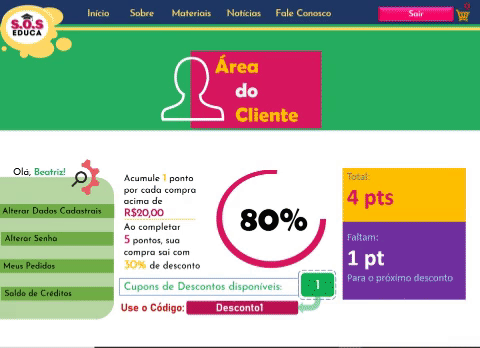 S.O.S
EDUCA
Início Sobre Materiais Notícias Fale Conosco Sair 0
Área
do
Cliente
Olá, Beatriz!
Alterar Dados Cadastrais
Alterar Senha
Meus Pedidos
Saldo de Créditos
Acumule 1 ponto
por cada compra
acima de
R$20,00
Ao completar
5 pontos, sua
compra sai com
30% de desconto
80%
Total:
4 pts
Faltam:
1 pt
Para o próximo desconto
Cupons de Descontos disponíveis: 1
Use o Código: Desconto1